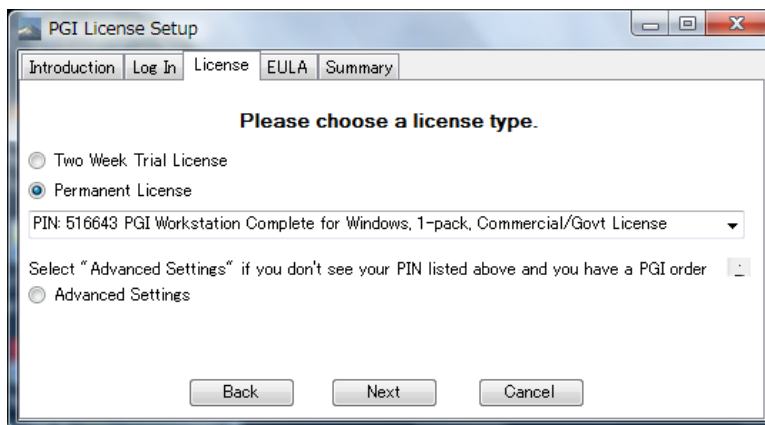 PGI License Setup
Introduction Log In License EULA Summary
Please choose a license type.
Two Week Trial License
Permanent License
PIN: 516643 PGI Workstation Complete for Windows, 1-pack, Commercial/Govt License
Select "Advanced Settings" if you don't see your PIN listed above and you have a PGI order
Advanced Settings
Back Next Cancel